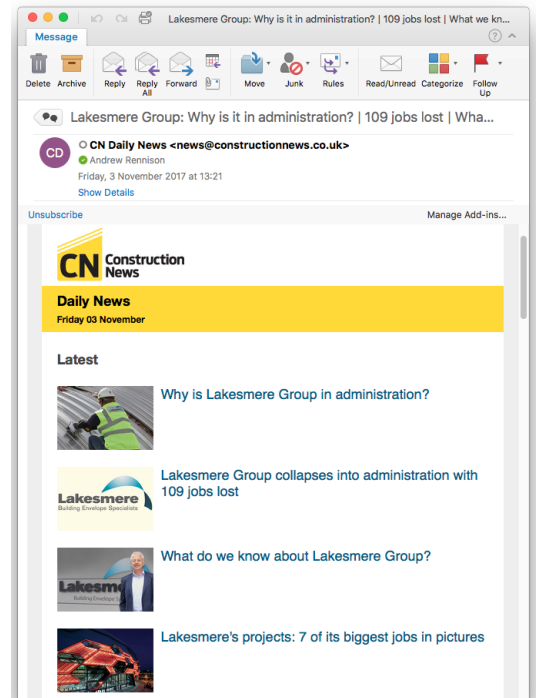 Lakesmere Group: Why is it in administration? | 109 jobs lost | What we kn...
Message
Delete Archive Reply Reply All Forward Move Junk Rules Read/Unread Categorize Follow Up
Lakesmere Group: Why is it in administration? | 109 jobs lost | Wha...
CD
CN Daily News <news@constructionnews.co.uk>
Andrew Rennison
Friday, 3 November 2017 at 13:21
Show Details
Unsubscribe Manage Add-ins...
CN Construction
News
Daily News
Friday 03 November
Latest
Why is Lakesmere Group in administration?
Lakesmere Group collapses into administration with
109 jobs lost
Lakesmere
Building Envelope Specialists
What do we know about Lakesmere Group?
Lakesme
Building Envelope
Lakesmere's projects: 7 of its biggest jobs in pictures